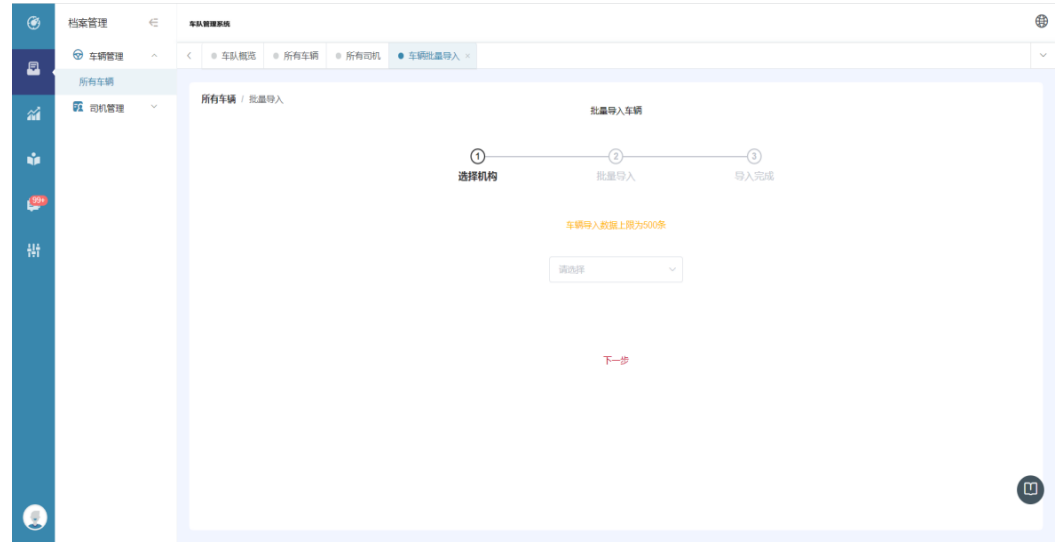 档案管理
车辆管理
所有车辆
司机管理
99+
车队管理系统
车队概览 所有车辆 所有司机 车辆批量导入 ×
所有车辆 / 批量导入
批量导入车辆
1 2 3
选择机构 批量导入 导入完成
车辆导入数据上限为500条
请选择
下一步